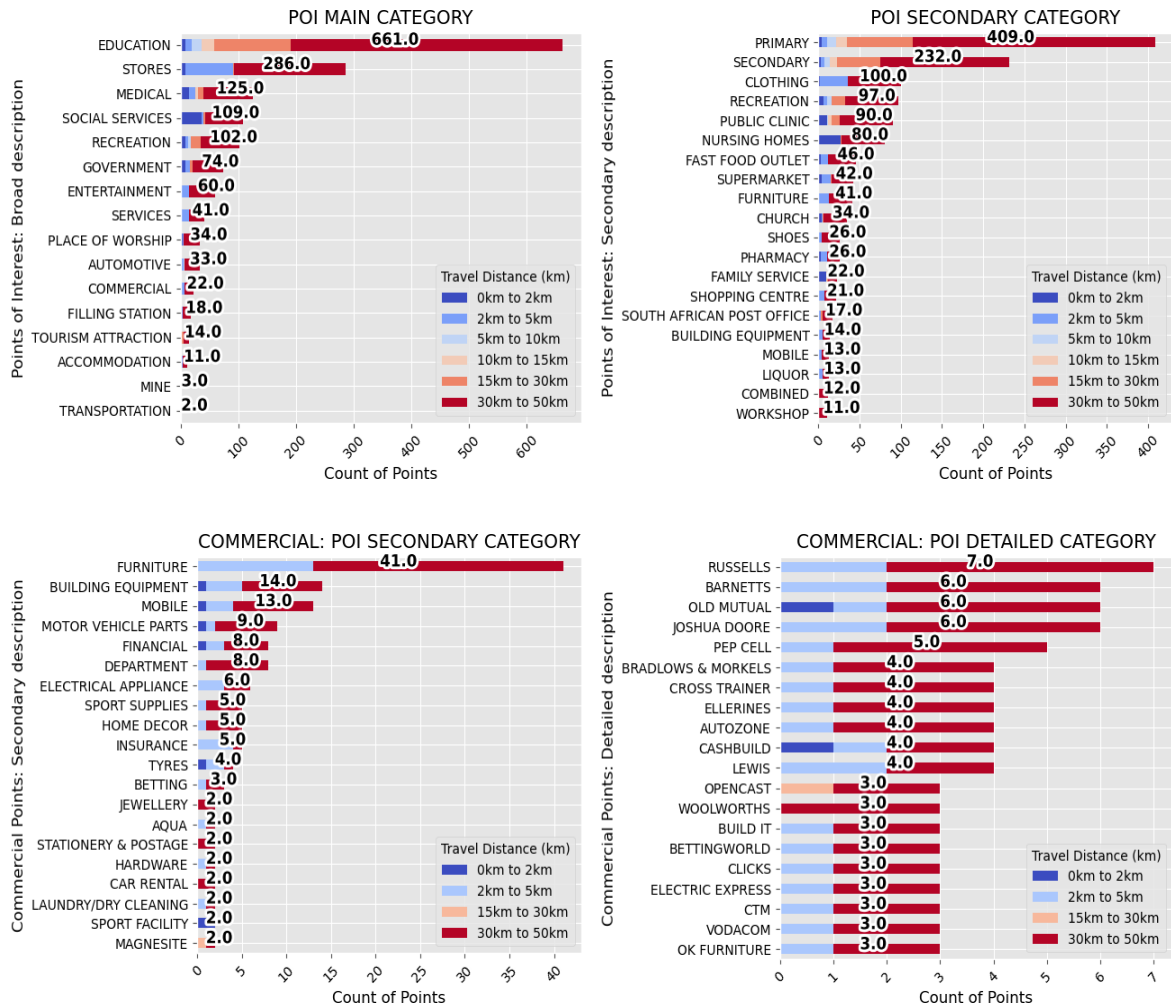 POI MAIN CATEGORY
Points of Interest: Broad description
EDUCATION 661.0
STORES 286.0
MEDICAL 125.0
SOCIAL SERVICES 109.0
RECREATION 102.0
GOVERNMENT 74.0
ENTERTAINMENT 60.0
SERVICES 41.0
PLACE OF WORSHIP 34.0
AUTOMOTIVE 33.0
COMMERCIAL 22.0
FILLING STATION 18.0
TOURISM ATTRACTION 14.0
ACCOMMODATION 11.0
MINE 3.0
TRANSPORTATION 2.0
Travel Distance (km)
0km to 2km
2km to 5km
5km to 10km
10km to 15km
15km to 30km
30km to 50km
0 100 200 300 400 500 600
Count of Points
POI SECONDARY CATEGORY
Points of Interest: Secondary description
PRIMARY 409.0
SECONDARY 232.0
CLOTHING 100.0
RECREATION 97.0
PUBLIC CLINIC 90.0
NURSING HOMES 80.0
FAST FOOD OUTLET 46.0
SUPERMARKET 42.0
FURNITURE 41.0
CHURCH 34.0
SHOES 26.0
PHARMACY 26.0
FAMILY SERVICE 22.0
SHOPPING CENTRE 21.0
SOUTH AFRICAN POST OFFICE 17.0
BUILDING EQUIPMENT 14.0
MOBILE 13.0
LIQUOR 13.0
COMBINED 12.0
WORKSHOP 11.0
Travel Distance (km)
0km to 2km
2km to 5km
5km to 10km
10km to 15km
15km to 30km
30km to 50km
0 50 100 150 200 250 300 350 400
Count of Points
COMMERCIAL: POI SECONDARY CATEGORY
Commercial Points: Secondary description
FURNITURE 41.0
BUILDING EQUIPMENT 14.0
MOBILE 13.0
MOTOR VEHICLE PARTS 9.0
FINANCIAL 8.0
DEPARTMENT 8.0
ELECTRICAL APPLIANCE 6.0
SPORT SUPPLIES 5.0
HOME DECOR 5.0
INSURANCE 5.0
TYRES 4.0
BETTING 3.0
JEWELLERY 2.0
AQUA 2.0
STATIONERY & POSTAGE 2.0
HARDWARE 2.0
CAR RENTAL 2.0
LAUNDRY/DRY CLEANING 2.0
SPORT FACILITY 2.0
MAGNESITE 2.0
Travel Distance (km)
0km to 2km
2km to 5km
15km to 30km
30km to 50km
0 5 10 15 20 25 30 35 40
Count of Points
COMMERCIAL: POI DETAILED CATEGORY
Commercial Points: Detailed description
RUSSELLS 7.0
BARNETTS 6.0
OLD MUTUAL 6.0
JOSHUA DOORE 6.0
PEP CELL 5.0
BRADLOWS & MORKELS 4.0
CROSS TRAINER 4.0
ELLERINES 4.0
AUTOZONE 4.0
CASHBUILD 4.0
LEWIS 4.0
OPENCAST 3.0
WOOLWORTHS 3.0
BUILD IT 3.0
BETTINGWORLD 3.0
CLICKS 3.0
ELECTRIC EXPRESS 3.0
CTM 3.0
VODACOM 3.0
OK FURNITURE 3.0
Travel Distance (km)
0km to 2km
2km to 5km
15km to 30km
30km to 50km
0 1 2 3 4 5 6 7
Count of Points